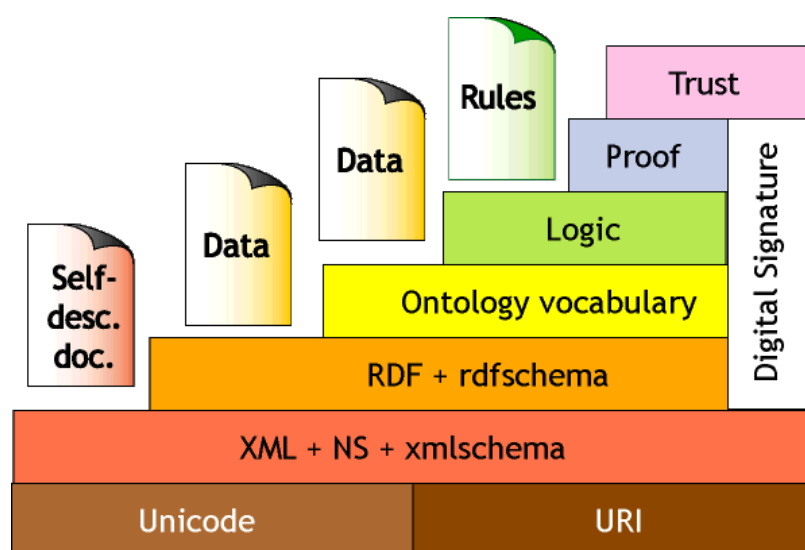 Rules
Trust
Data
Proof
Data
Logic
Self-
desc.
doc.
Ontology vocabulary
Digital Signature
RDF + rdfschema
XML + NS + xmlschema
Unicode
URI